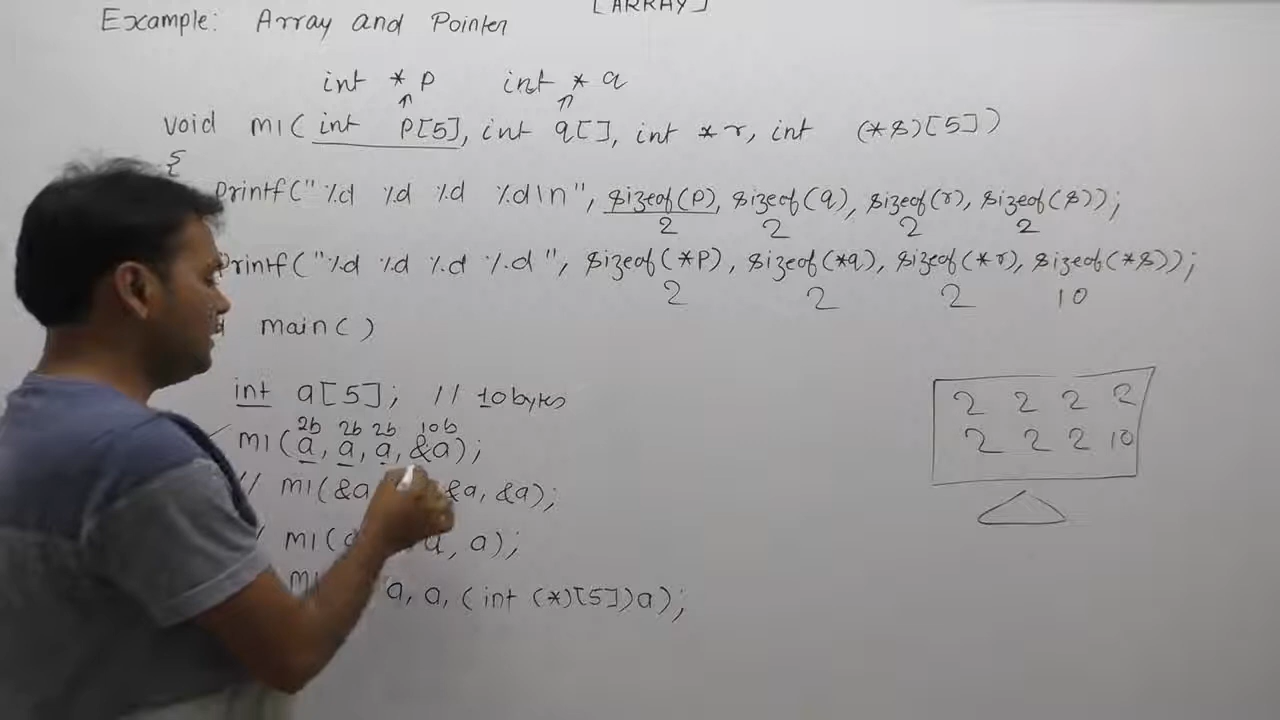 [ARRAY]
Example: Array and Pointer
int *p int *q
void m1( int p[5], int q[], int *r, int (*s)[5])
{
printf("%d %d %d %d\n", sizeof(p), sizeof(q), sizeof(r), sizeof(s));
2 2 2 2
printf("%d %d %d %d", sizeof(*p), sizeof(*q), sizeof(*r), sizeof(*s));
2 2 2 10
main()
int a[5]; // 10bytes
2b 2b 2b 10b
m1(a, a, a, &a);
// m1(&a &a, &a);
m1( a, a);
m1 a, a, (int (*)[5])a);
2 2 2 2
2 2 2 10